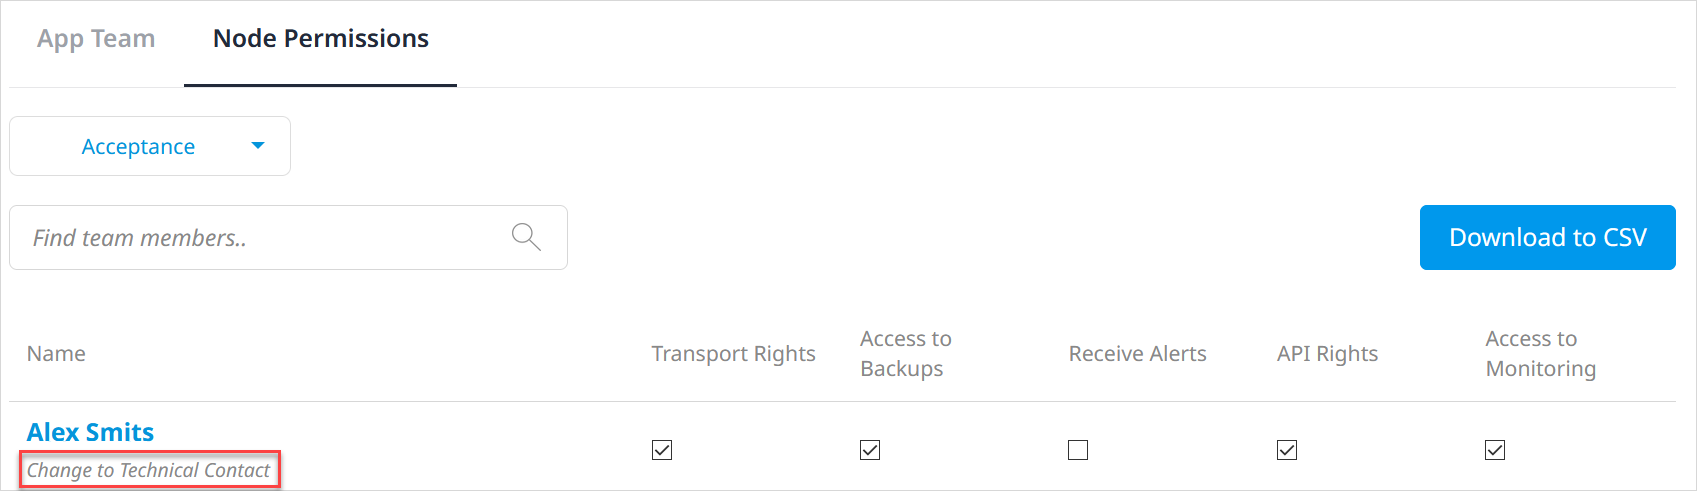 App Team Node Permissions
Acceptance
Find team members..
Download to CSV
Name Transport Rights Access to Backups Receive Alerts API Rights Access to Monitoring
Alex Smits
Change to Technical Contact